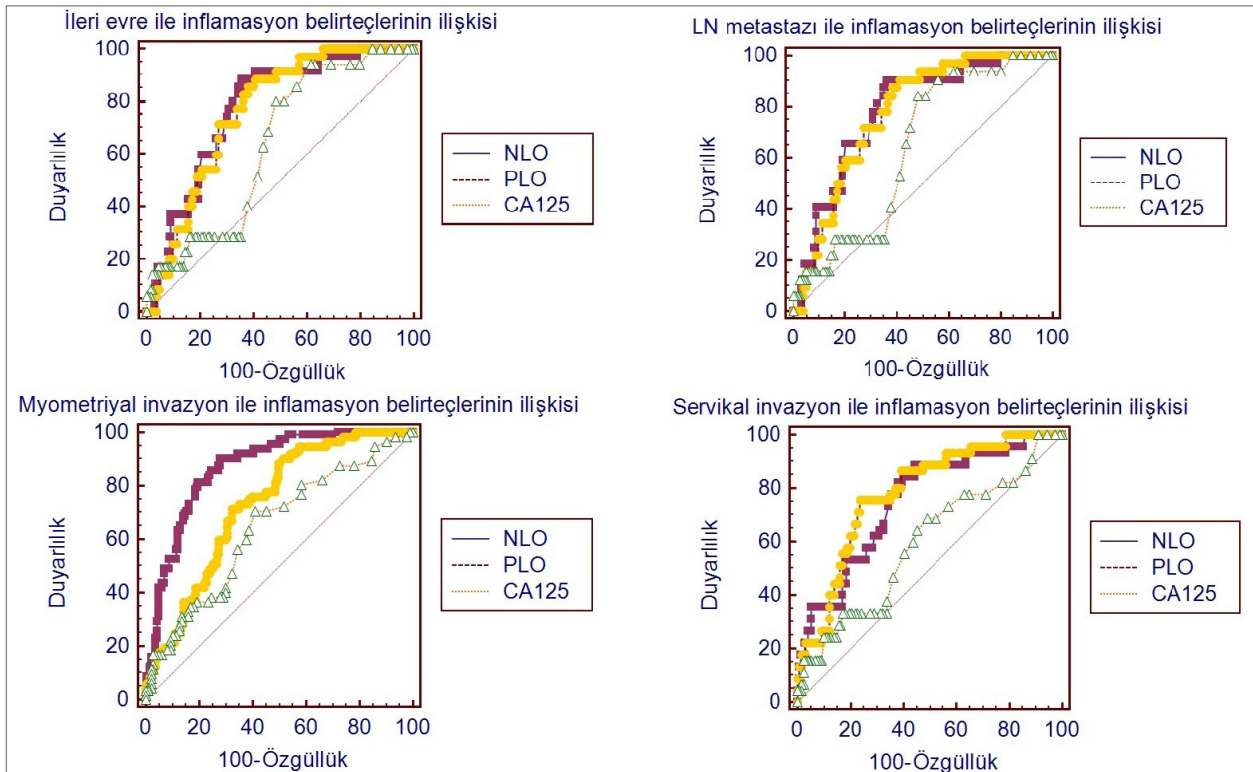 İleri evre ile inflamasyon belirteçlerinin ilişkisi
100
80
60
40
20
0
Duyarlılık
0 20 40 60 80 100
100-Özgüllük
NLO
PLO
CA125
LN metastazı ile inflamasyon belirteçlerinin ilişkisi
100
80
60
40
20
0
Duyarlılık
0 20 40 60 80 100
100-Özgüllük
NLO
PLO
CA125
Myometriyal invazyon ile inflamasyon belirteçlerinin ilişkisi
100
80
60
40
20
0
Duyarlılık
0 20 40 60 80 100
100-Özgüllük
NLO
PLO
CA125
Servikal invazyon ile inflamasyon belirteçlerinin ilişkisi
100
80
60
40
20
0
Duyarlılık
0 20 40 60 80 100
100-Özgüllük
NLO
PLO
CA125